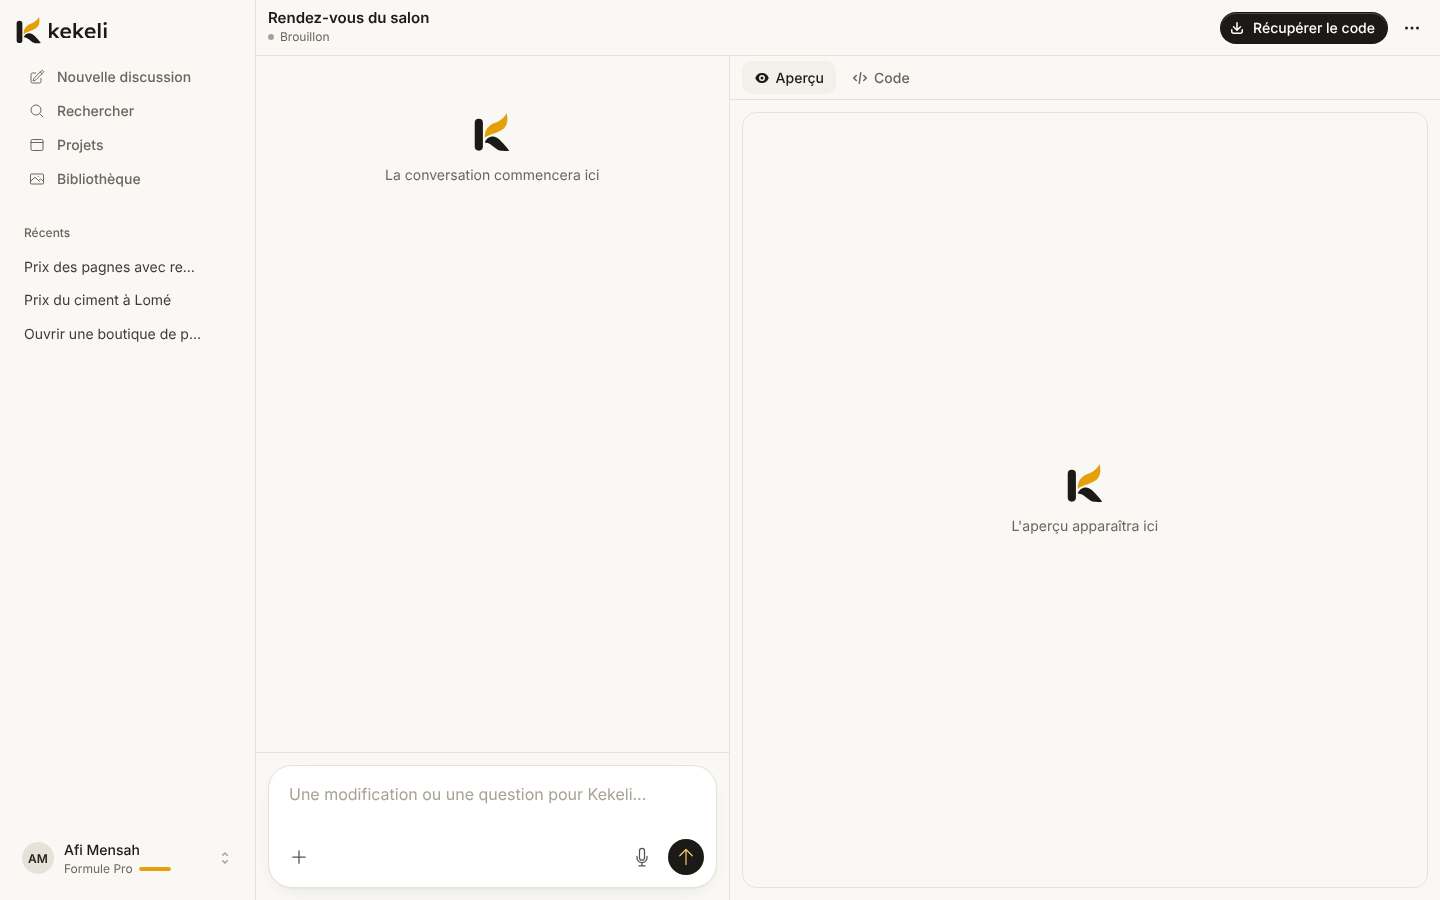 kekeli
Nouvelle discussion
Rechercher
Projets
Bibliothèque
Récents
Prix des pagnes avec re...
Prix du ciment à Lomé
Ouvrir une boutique de p...
AM
Afi Mensah
Formule Pro
Rendez-vous du salon
Brouillon
Récupérer le code
La conversation commencera ici
Une modification ou une question pour Kekeli...
Aperçu
Code
L'aperçu apparaîtra ici